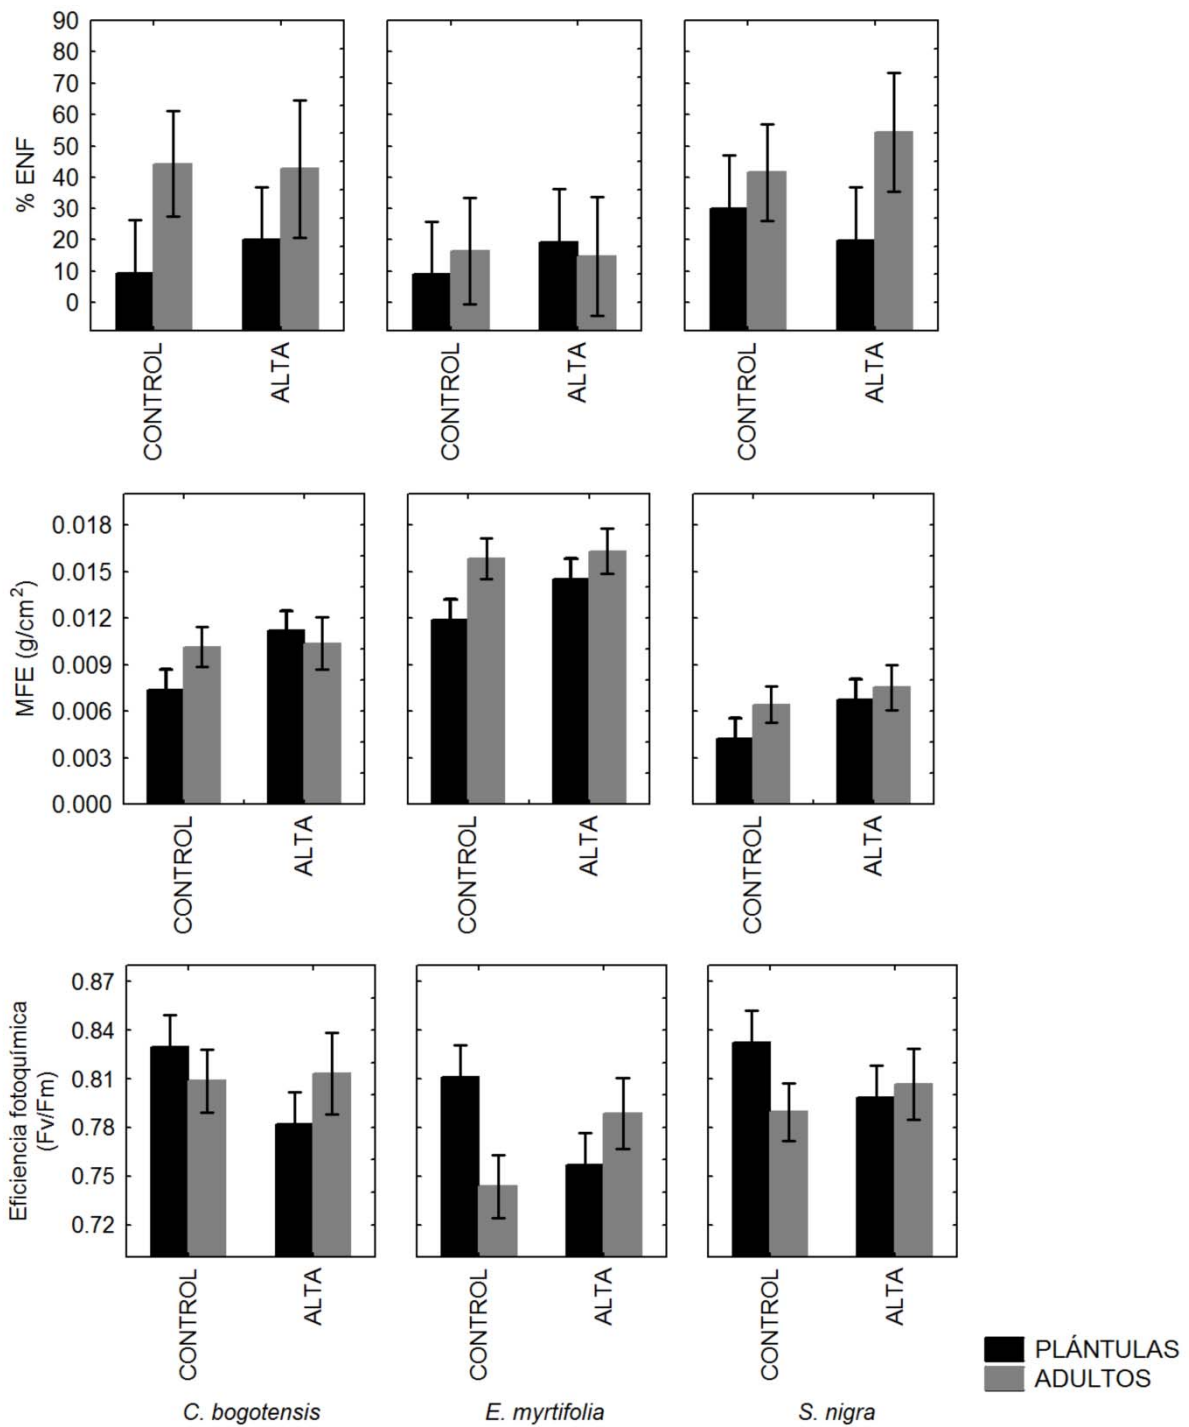 90
80
70
60
50
40
30
20
10
0
% ENF
CONTROL
ALTA
CONTROL
ALTA
CONTROL
ALTA
0.018
0.015
0.012
0.009
0.006
0.003
0.000
MFE (g/cm²)
CONTROL
ALTA
CONTROL
ALTA
CONTROL
ALTA
0.87
0.84
0.81
0.78
0.75
0.72
Eficiencia fotoquímica
(Fv/Fm)
CONTROL
ALTA
CONTROL
ALTA
CONTROL
ALTA
PLÁNTULAS
ADULTOS
C. bogotensis
E. myrtifolia
S. nigra